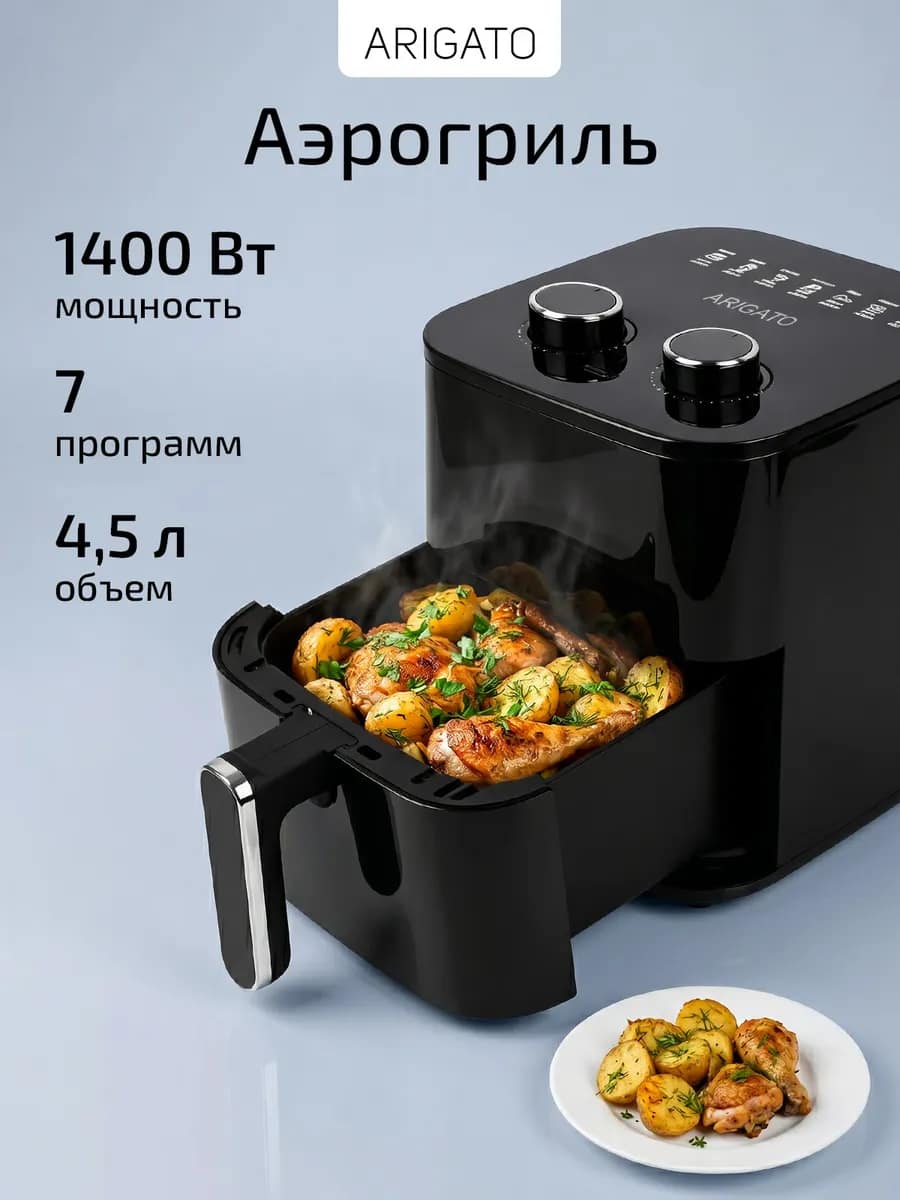 ARIGATO
Аэрогриль
1400 Вт
мощность
7
программ
4,5 л
объем
ARIGATO